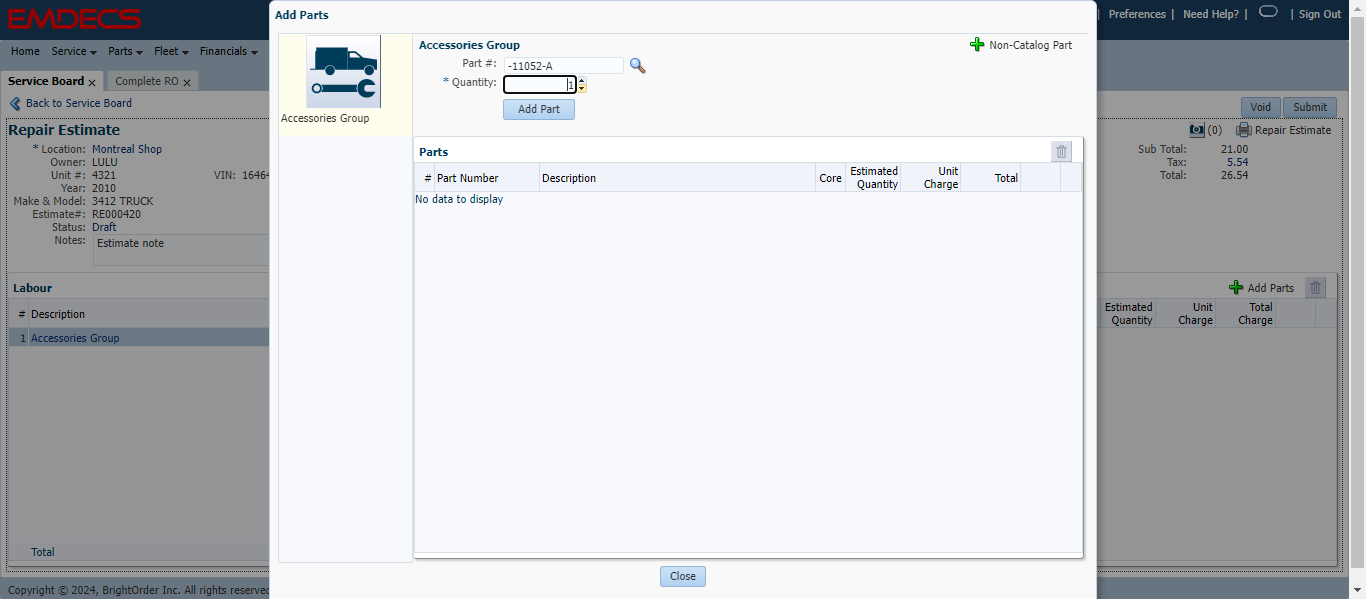 EMDECS
Preferences | Need Help? | | Sign Out
Home Service Parts Fleet Financials
Service Board x Complete RO x
Back to Service Board
Void Submit
Repair Estimate
(0) Repair Estimate
* Location: Montreal Shop
Owner: LULU
Unit #: 4321 VIN: 16464
Year: 2010
Make & Model: 3412 TRUCK
Estimate#: RE000420
Status: Draft
Notes: Estimate note
Sub Total: 21.00
Tax: 5.54
Total: 26.54
Labour
# Description
1 Accessories Group
Total
Add Parts
Estimated Quantity Unit Charge Total Charge
Copyright © 2024, BrightOrder Inc. All rights reserved
Add Parts
Accessories Group
Accessories Group
Non-Catalog Part
Part #: -11052-A
* Quantity: 1
Add Part
Parts
# Part Number Description Core Estimated Quantity Unit Charge Total
No data to display
Close